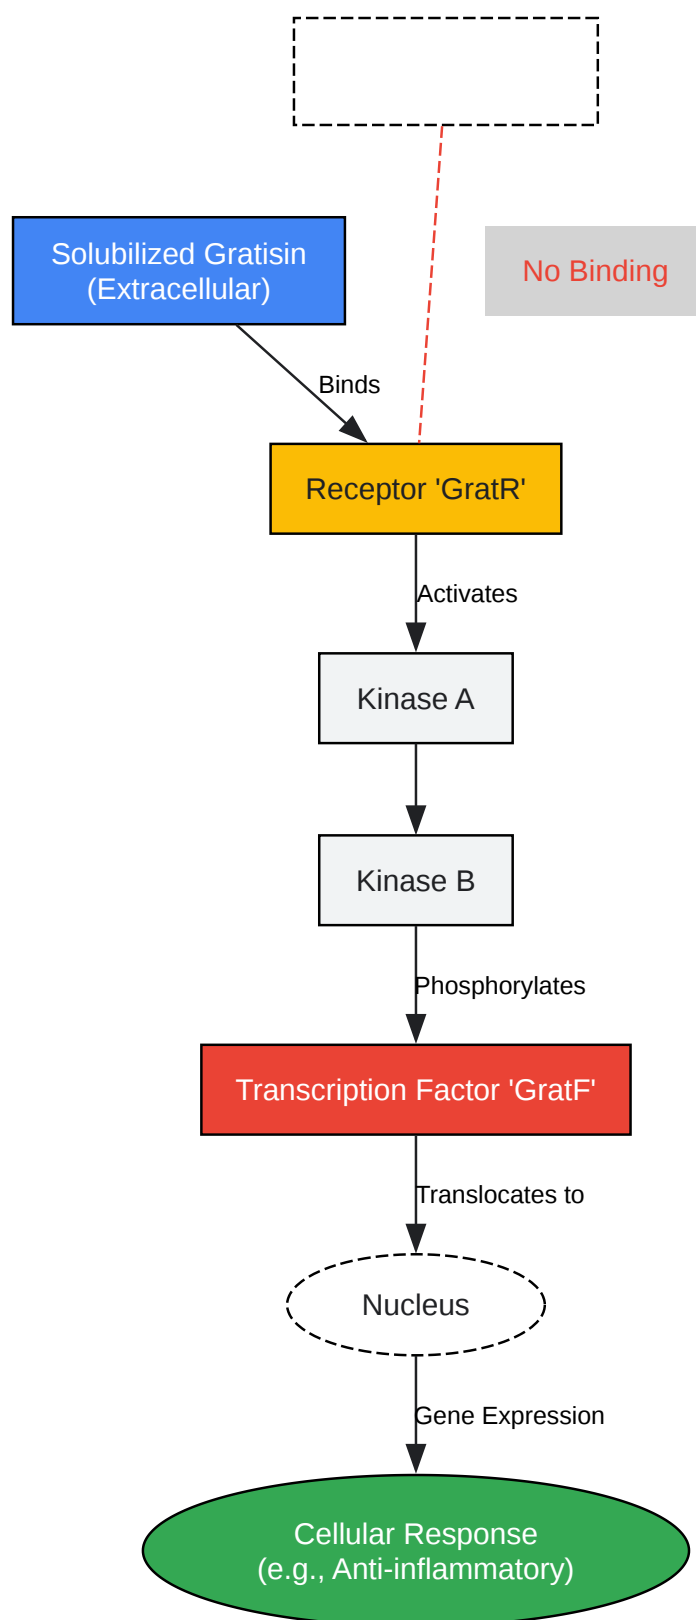 Solubilized Gratisin
(Extracellular)
No Binding
Binds
Receptor 'GratR'
Activates
Kinase A
Kinase B
Phosphorylates
Transcription Factor 'GratF'
Translocates to
Nucleus
Gene Expression
Cellular Response
(e.g., Anti-inflammatory)